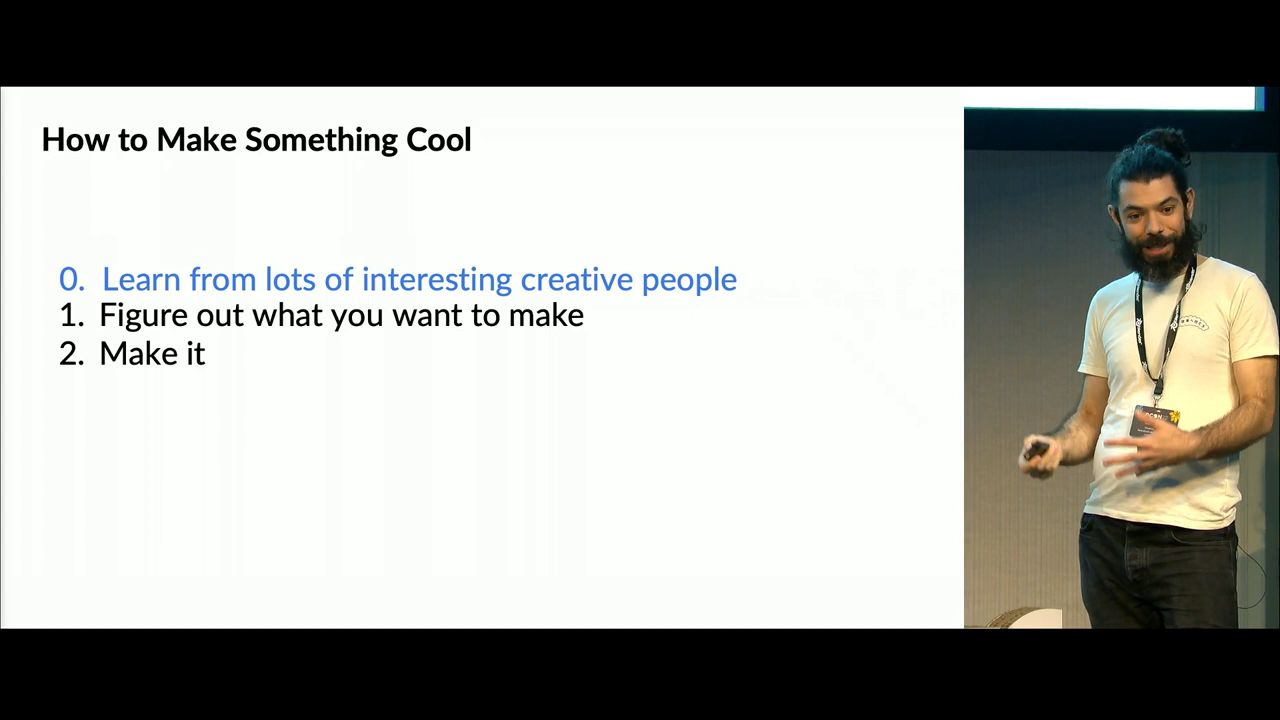 How to Make Something Cool
0. Learn from lots of interesting creative people
1. Figure out what you want to make
2. Make it